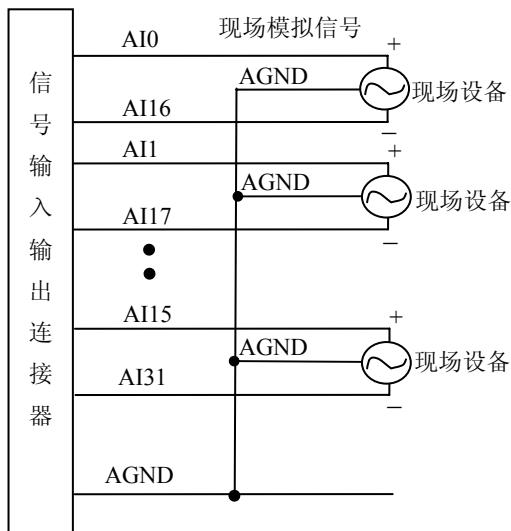 现场模拟信号
AI0
+
AGND
现场设备
AI16
−
AI1
+
AGND
现场设备
AI17
−
AI15
+
AGND
现场设备
AI31
−
AGND
信号输入输出连接器